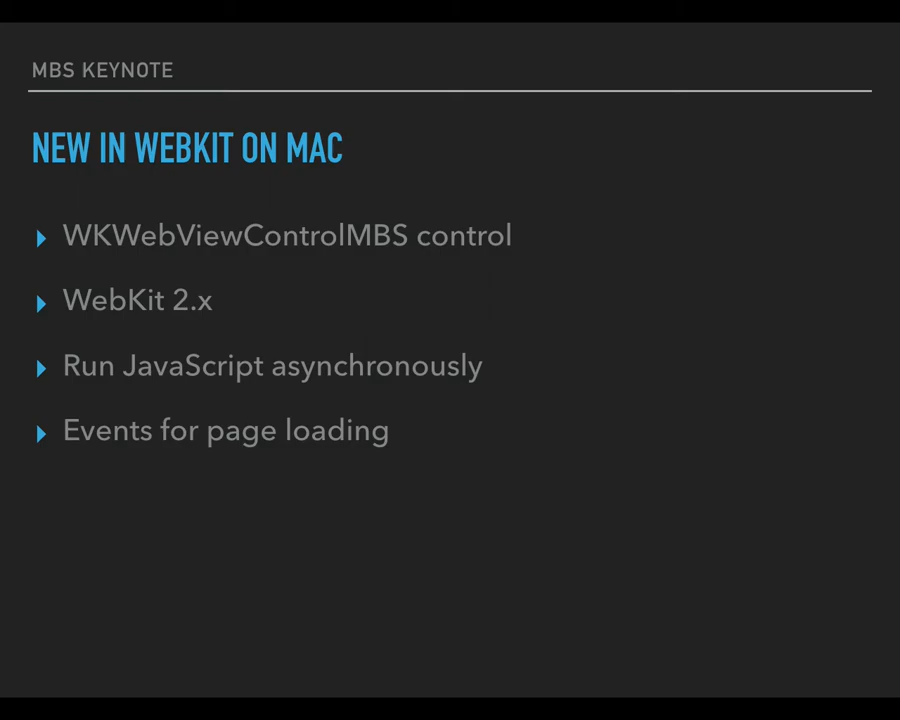 MBS KEYNOTE
NEW IN WEBKIT ON MAC
WKWebViewControlMBS control
WebKit 2.x
Run JavaScript asynchronously
Events for page loading